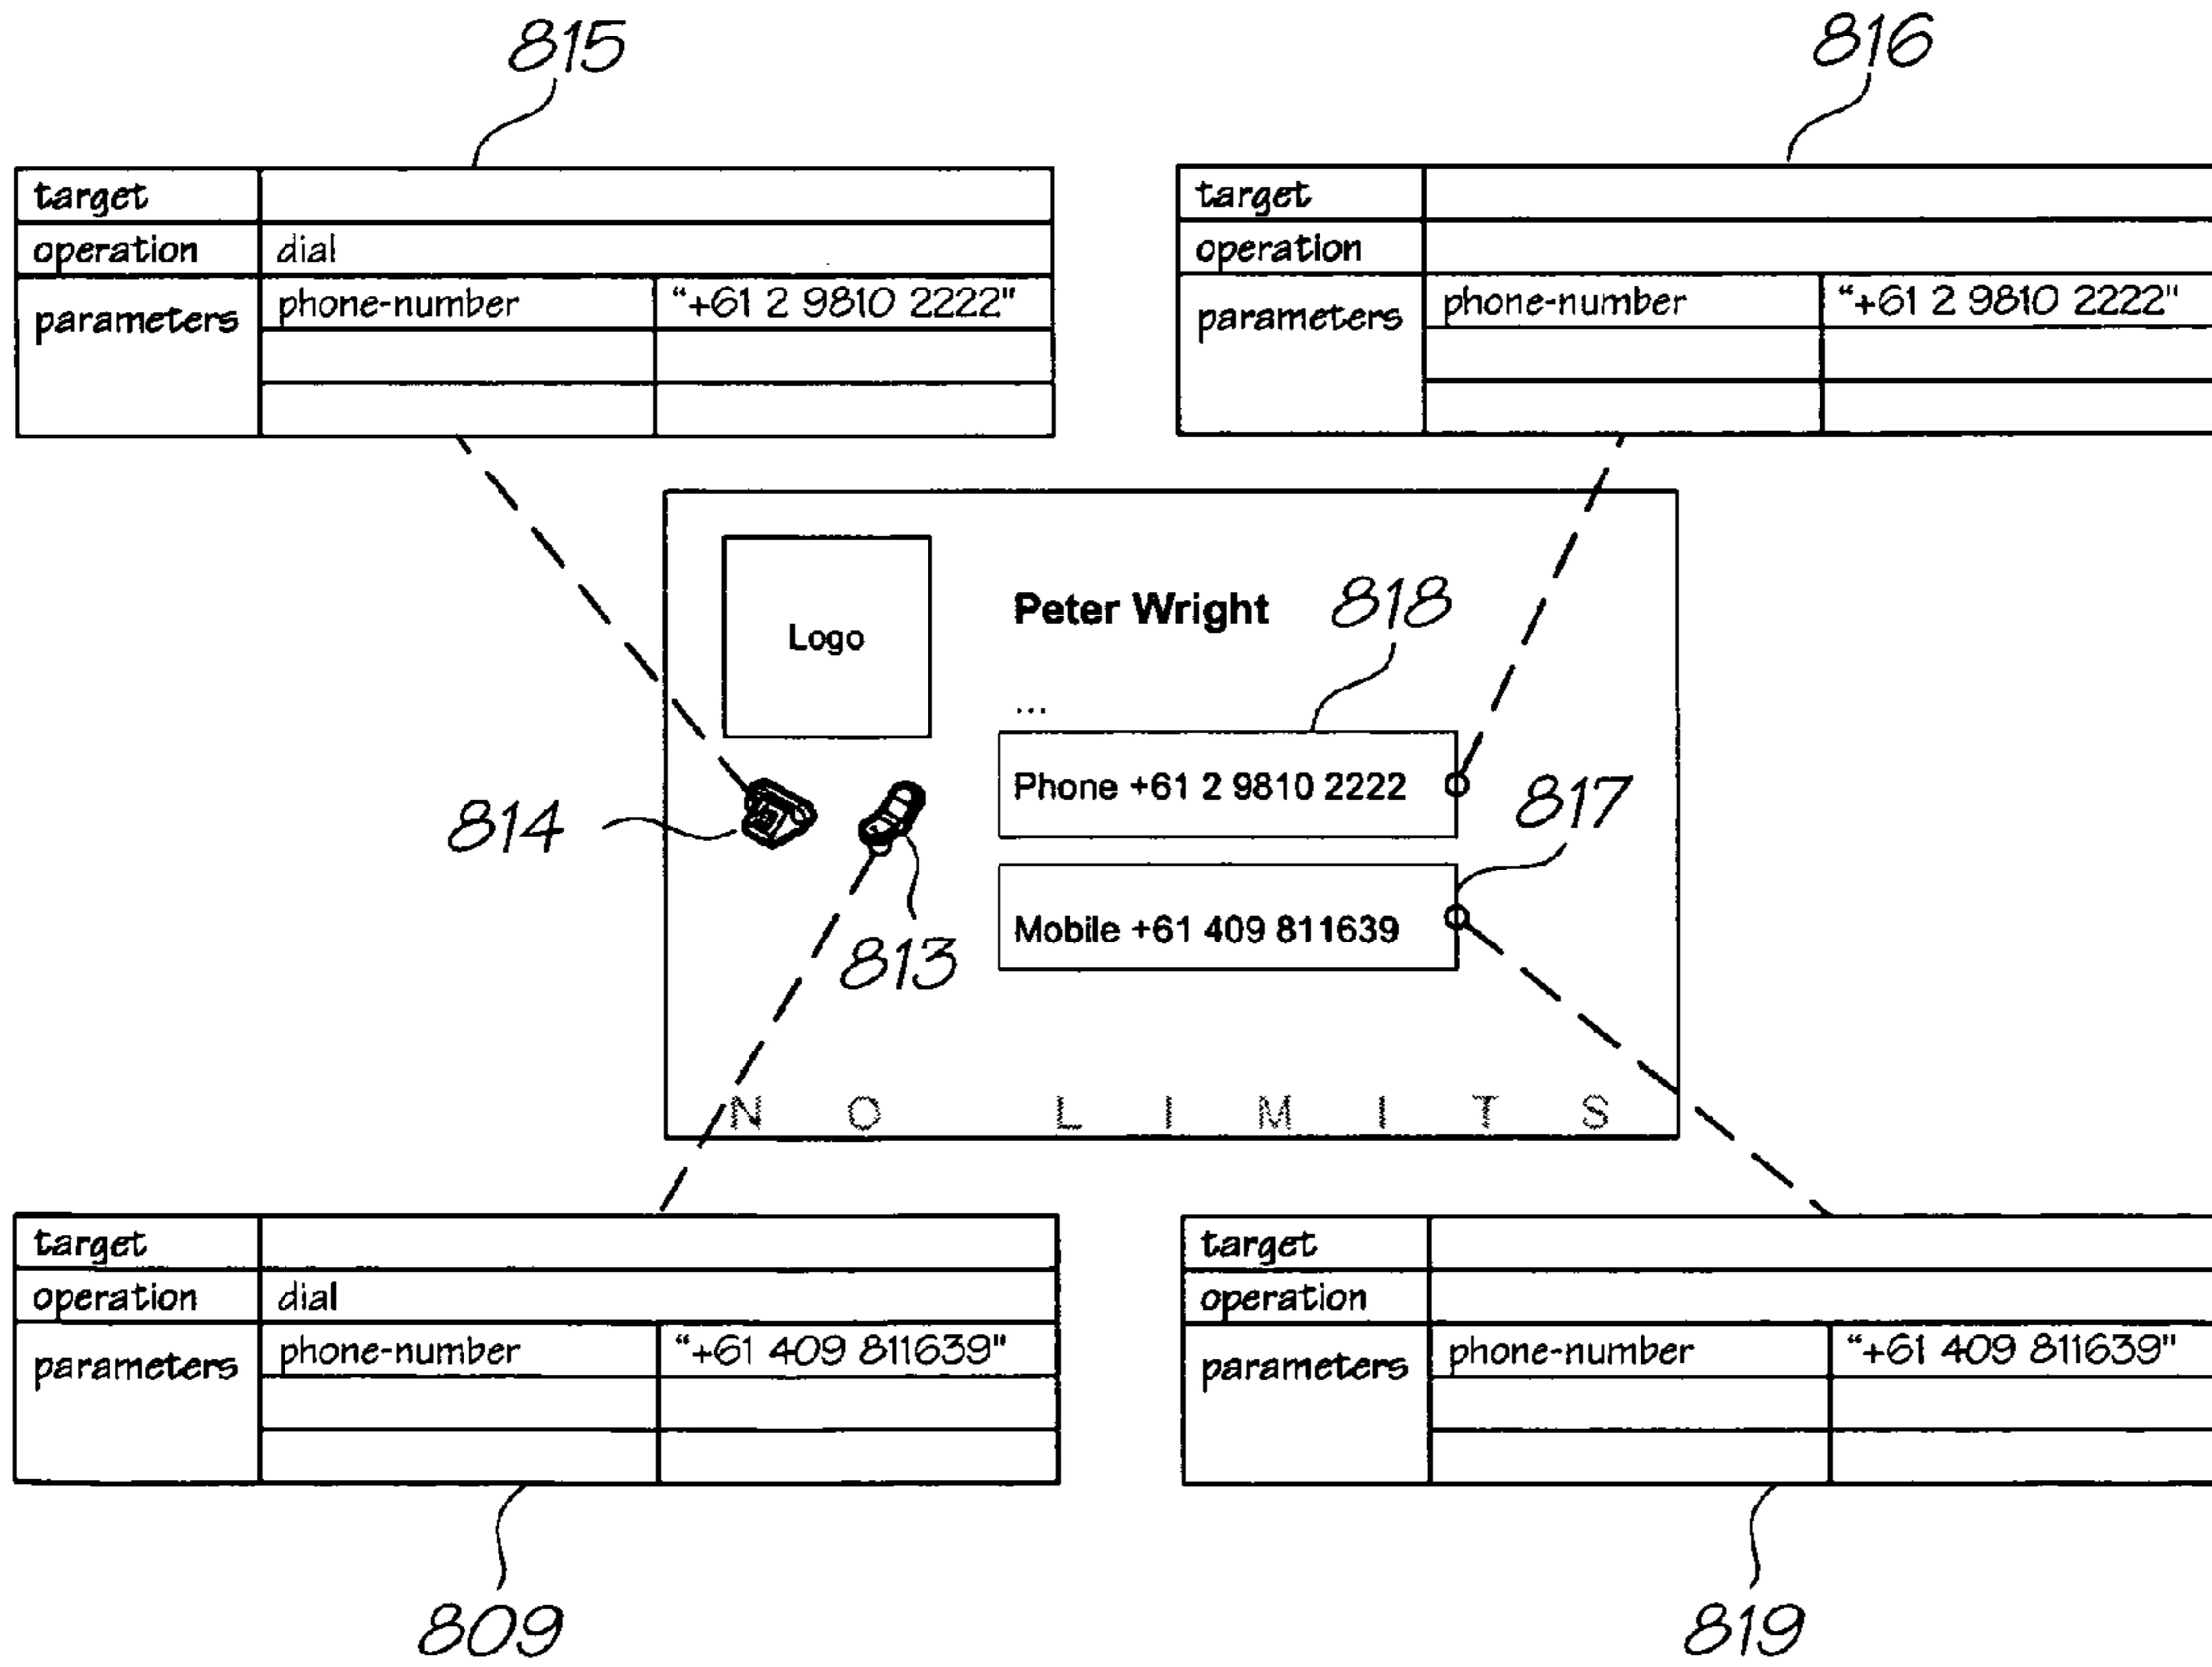 815
816
target
operation dial
parameters phone-number "+61 2 9810 2222"
target
operation
parameters phone-number "+61 2 9810 2222"
Logo
Peter Wright
818
...
Phone +61 2 9810 2222
817
814
813
Mobile +61 409 811639
NO LIMITS
target
operation dial
parameters phone-number "+61 409 811639"
target
operation
parameters phone-number "+61 409 811639"
809
819